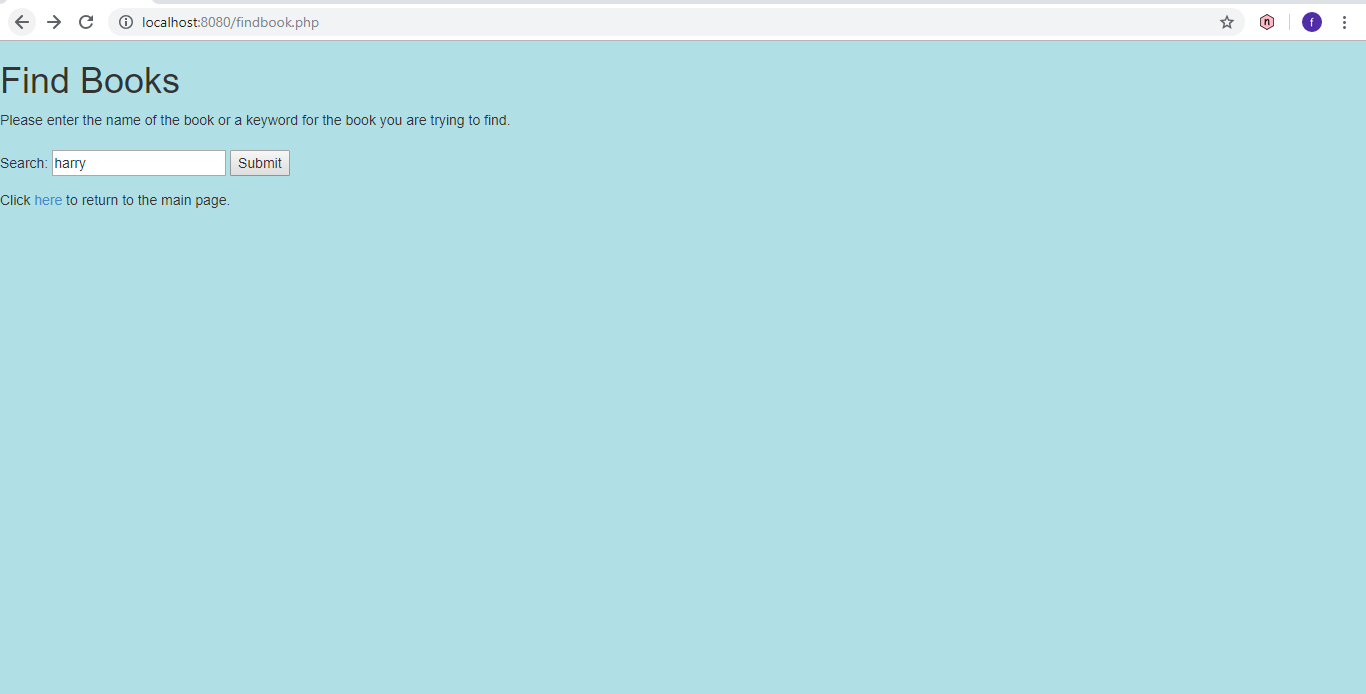 localhost:8080/findbook.php
n f
Find Books
Please enter the name of the book or a keyword for the book you are trying to find.
Search: harry Submit
Click here to return to the main page.